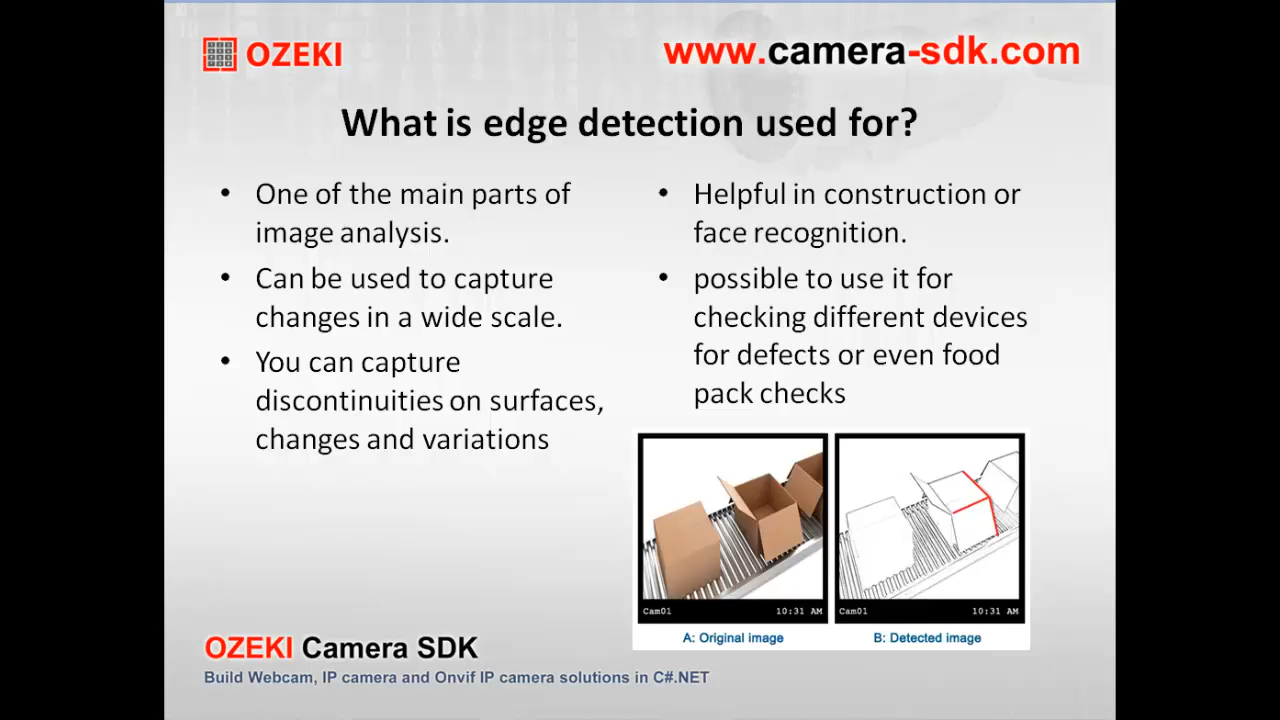 OZEKI
www.camera-sdk.com
What is edge detection used for?
• One of the main parts of
image analysis.
• Can be used to capture
changes in a wide scale.
• You can capture
discontinuities on surfaces,
changes and variations
• Helpful in construction or
face recognition.
• possible to use it for
checking different devices
for defects or even food
pack checks
Cam01 10:31 AM
Cam01 10:31 AM
A: Original image
B: Detected image
OZEKI Camera SDK
Build Webcam, IP camera and Onvif IP camera solutions in C#.NET